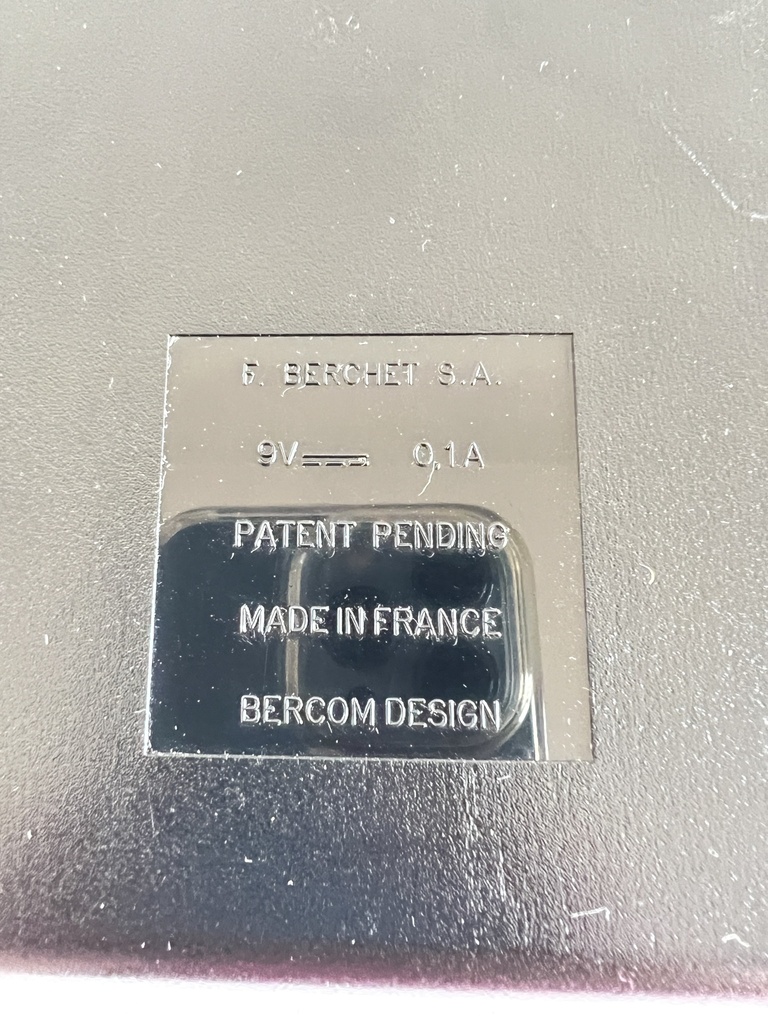 F. BERCHET S.A.
9V⎓ 0,1A
PATENT PENDING
MADE IN FRANCE
BERCOM DESIGN